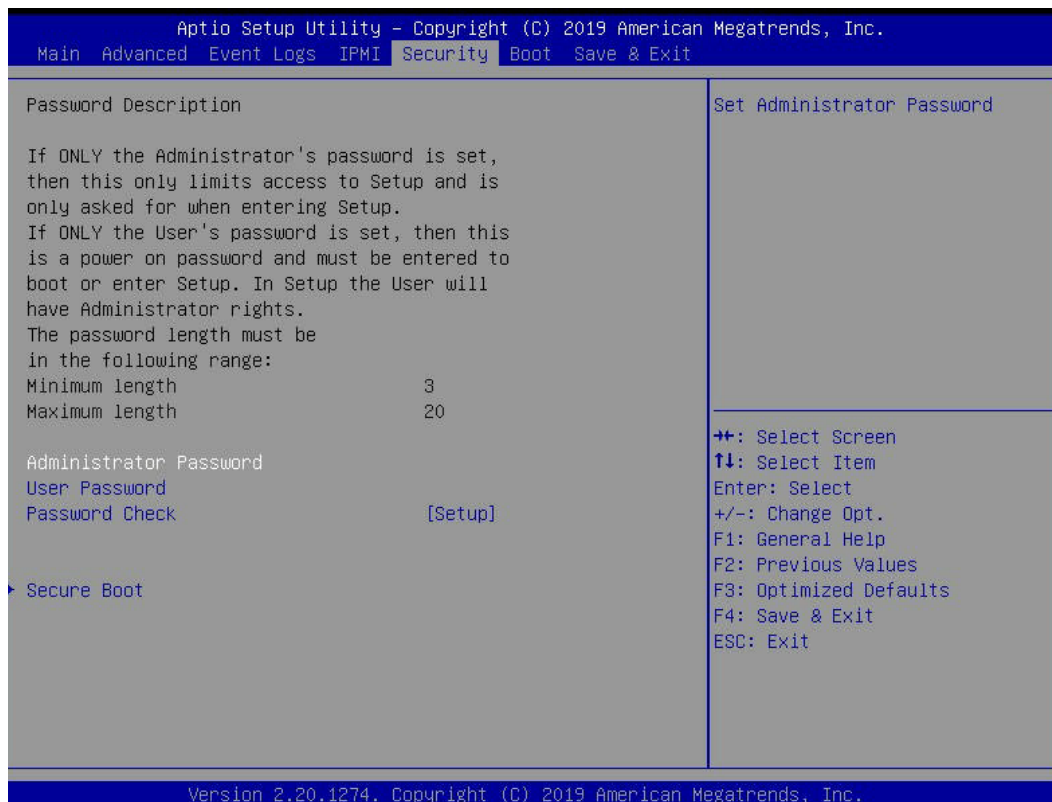 Aptio Setup Utility – Copyright (C) 2019 American Megatrends, Inc.
Main Advanced Event Logs IPMI Security Boot Save & Exit
Password Description
If ONLY the Administrator's password is set,
then this only limits access to Setup and is
only asked for when entering Setup.
If ONLY the User's password is set, then this
is a power on password and must be entered to
boot or enter Setup. In Setup the User will
have Administrator rights.
The password length must be
in the following range:
Minimum length 3
Maximum length 20
Administrator Password
User Password
Password Check [Setup]
Secure Boot
Set Administrator Password
→←: Select Screen
↑↓: Select Item
Enter: Select
+/-: Change Opt.
F1: General Help
F2: Previous Values
F3: Optimized Defaults
F4: Save & Exit
ESC: Exit
Version 2.20.1274. Copyright (C) 2019 American Megatrends, Inc.